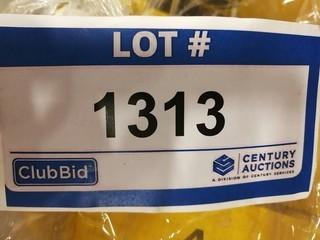 LOT #
1313
ClubBid
CENTURY
AUCTIONS
A DIVISION OF CENTURY SERVICES